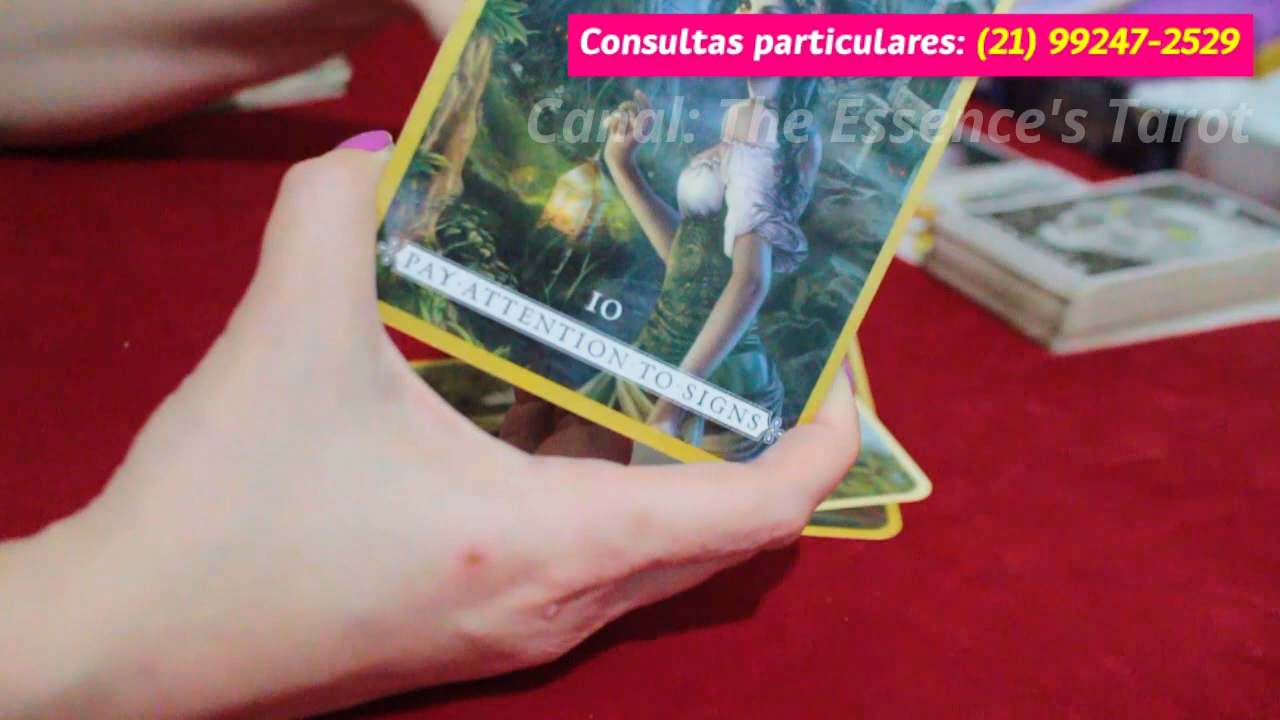 Consultas particulares: (21) 99247-2529
Canal: The Essence's Tarot
10
PAY·ATTENTION·TO·SIGNS